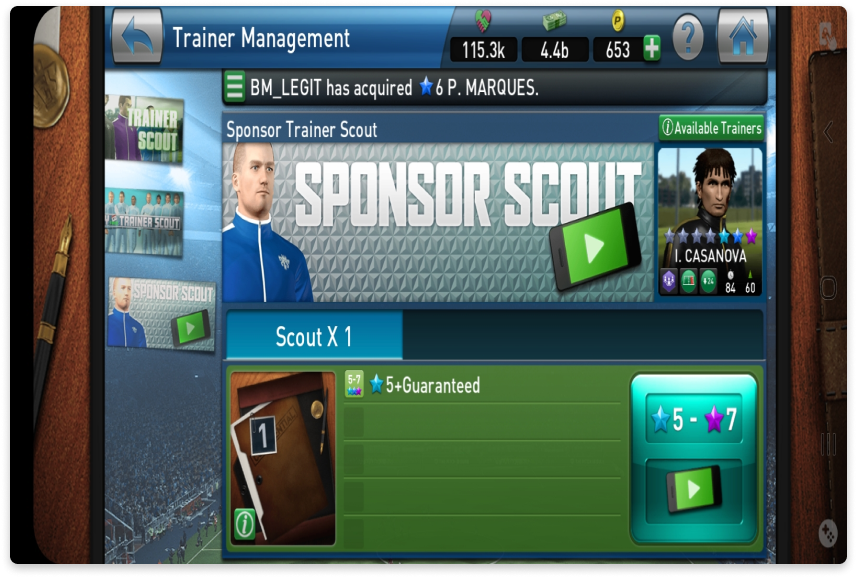 Trainer Management
115.3k
4.4b
653
?
BM_LEGIT has acquired 6 P. MARQUES.
TRAINER
SCOUT
TRAINER SCOUT
SPONSOR SCOUT
Sponsor Trainer Scout
Available Trainers
SPONSOR SCOUT
I. CASANOVA
84
60
Scout X 1
1
5-7
5+Guaranteed
5 - 7